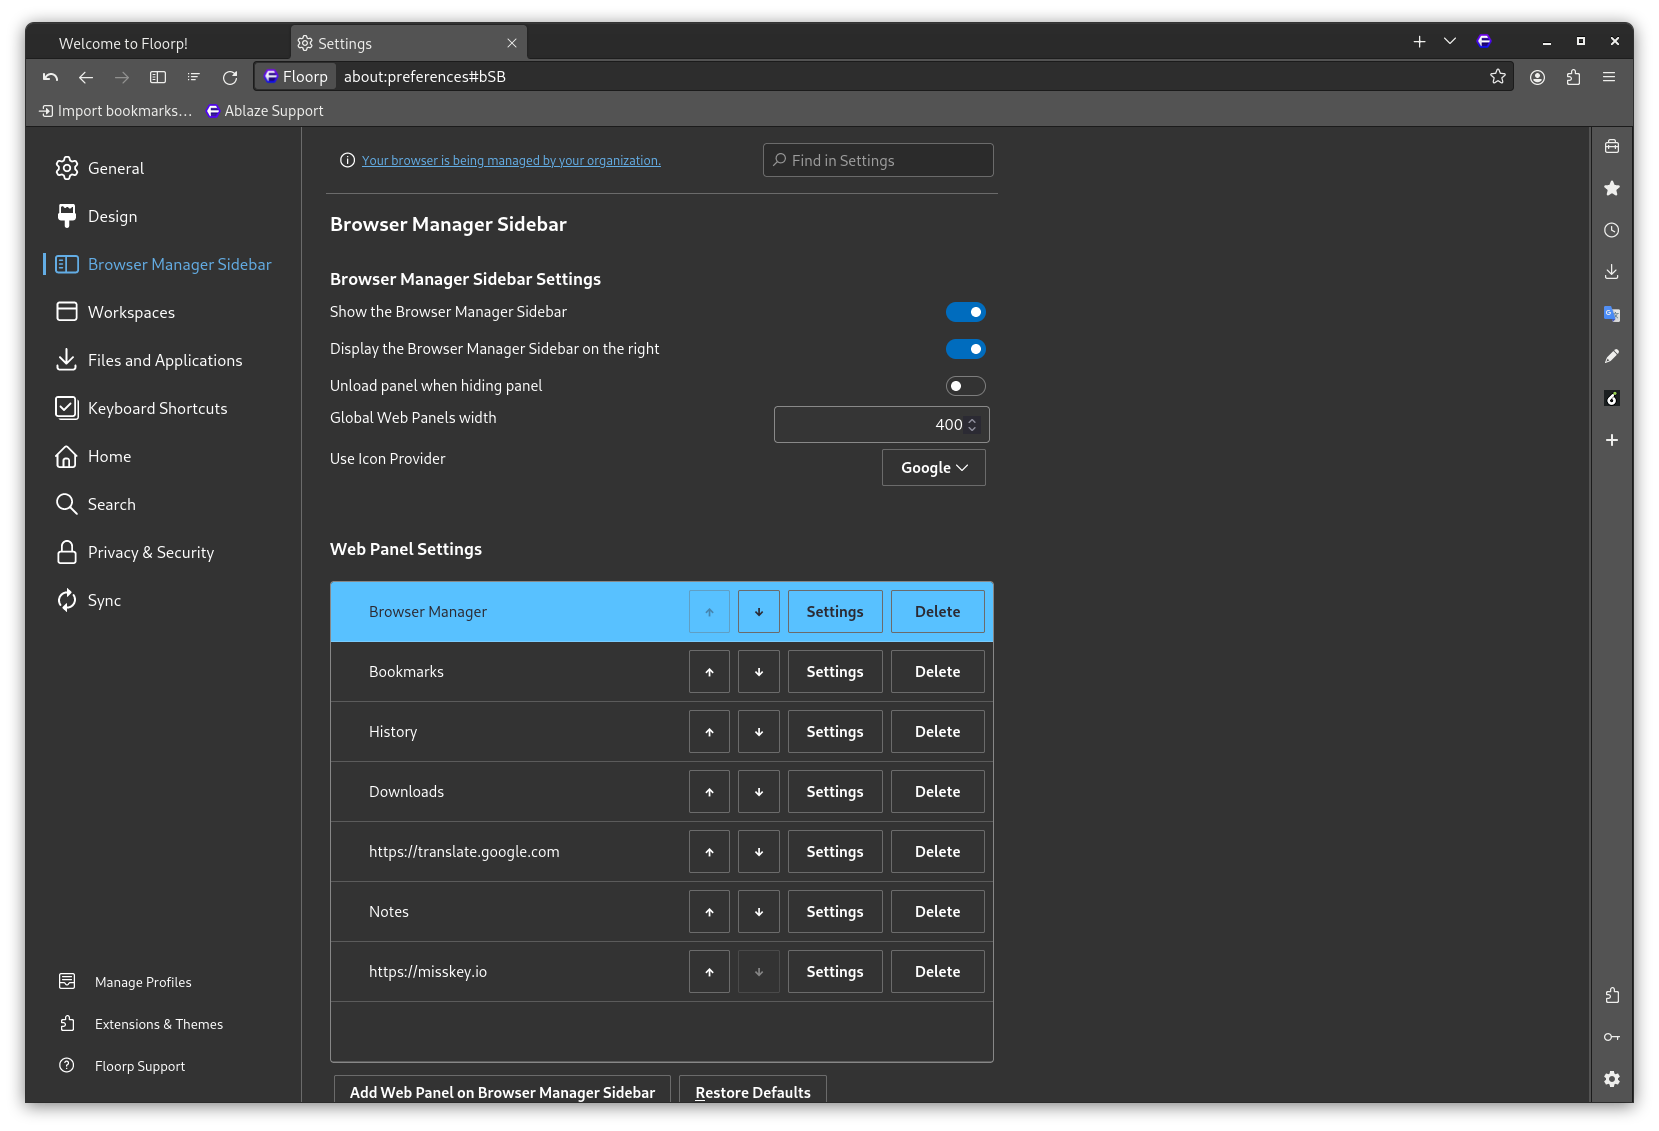 Welcome to Floorp!
Settings
Floorp
about:preferences#bSB
Import bookmarks...
Ablaze Support
General
Design
Browser Manager Sidebar
Workspaces
Files and Applications
Keyboard Shortcuts
Home
Search
Privacy & Security
Sync
Manage Profiles
Extensions & Themes
Floorp Support
Your browser is being managed by your organization.
Find in Settings
Browser Manager Sidebar
Browser Manager Sidebar Settings
Show the Browser Manager Sidebar
Display the Browser Manager Sidebar on the right
Unload panel when hiding panel
Global Web Panels width
400
Use Icon Provider
Google
Web Panel Settings
Browser Manager Settings Delete
Bookmarks Settings Delete
History Settings Delete
Downloads Settings Delete
https://translate.google.com Settings Delete
Notes Settings Delete
https://misskey.io Settings Delete
Add Web Panel on Browser Manager Sidebar
Restore Defaults